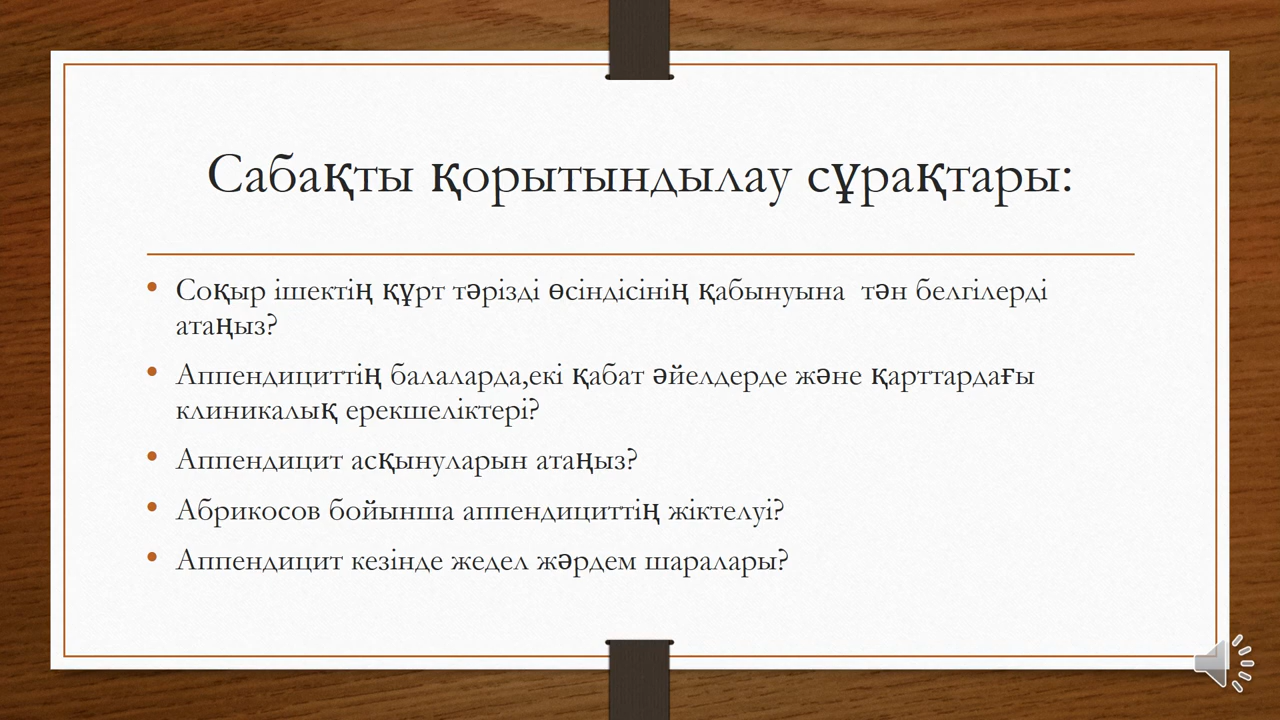 Сабақты қорытындылау сұрақтары:
• Соқыр ішектің құрт тәрізді өсіндісінің қабынуына  тән белгілерді
атаңыз?
• Аппендициттің балаларда,екі қабат әйелдерде және қарттардағы
клиникалық ерекшеліктері?
• Аппендицит асқынуларын атаңыз?
• Абрикосов бойынша аппендициттің жіктелуі?
• Аппендицит кезінде жедел жәрдем шаралары?